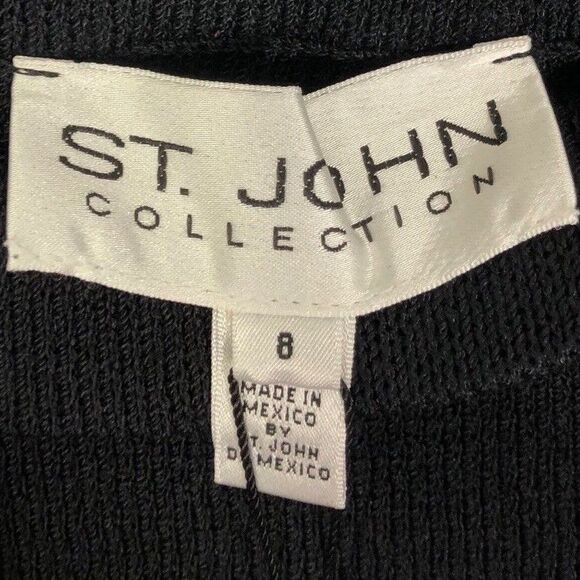 ST. JOHN
COLLECTION
8
MADE IN
MEXICO
BY
T. JOHN
D MEXICO